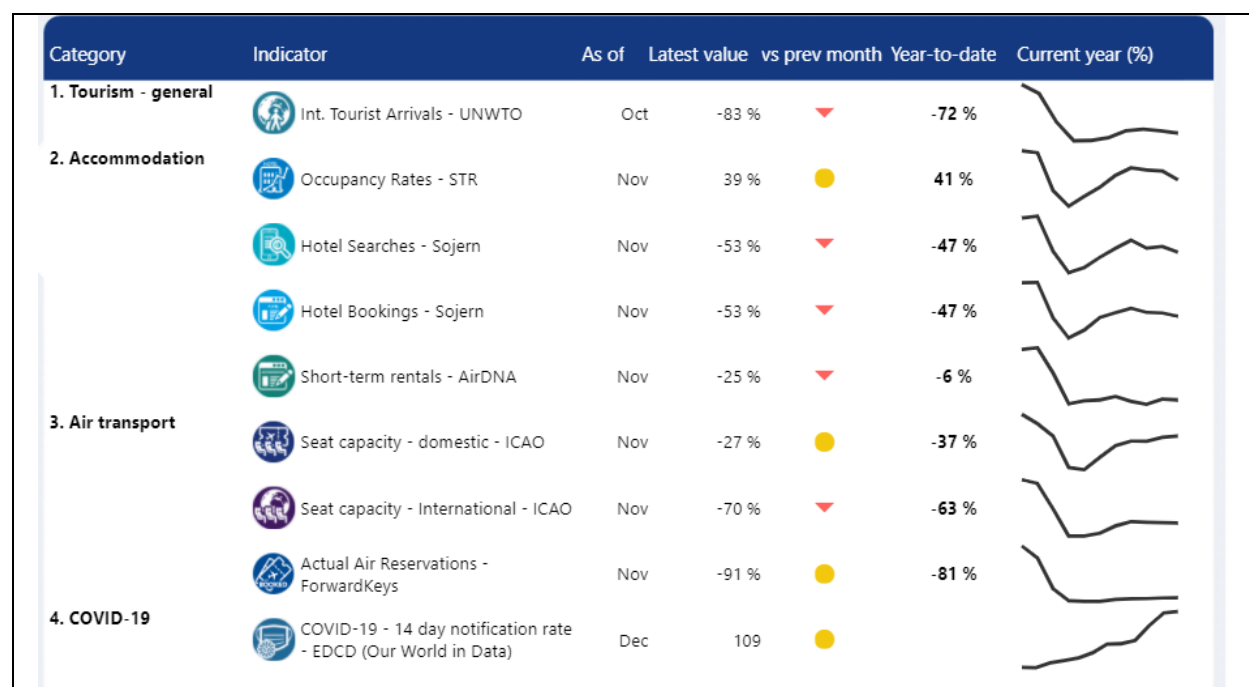 Category Indicator As of Latest value vs prev month Year-to-date Current year (%)
1. Tourism - general
Int. Tourist Arrivals - UNWTO Oct -83 % -72 %
2. Accommodation
Occupancy Rates - STR Nov 39 % 41 %
Hotel Searches - Sojern Nov -53 % -47 %
Hotel Bookings - Sojern Nov -53 % -47 %
Short-term rentals - AirDNA Nov -25 % -6 %
3. Air transport
Seat capacity - domestic - ICAO Nov -27 % -37 %
Seat capacity - International - ICAO Nov -70 % -63 %
BOOKED
Actual Air Reservations -
ForwardKeys Nov -91 % -81 %
4. COVID-19
COVID-19 - 14 day notification rate
- EDCD (Our World in Data) Dec 109